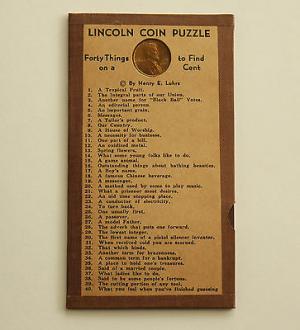 LINCOLN COIN PUZZLE
Forty Things to Find
on a Cent
© By Henry E. Luhrs
1. A Tropical Fruit.
2. The Integral parts of our Union.
3. Another name for "Black Ball" Votes.
4. An editorial person.
5. An important grain.
6. Messages.
7. A Tailor's product.
8. Our Country.
9. A House of Worship.
10. A necessity for business.
11. One part of a bill.
12. An oxidized metal.
13. Spring flowers.
14. What some young folks like to do.
15. A game animal.
16. Outstanding things about bathing beauties.
17. A Boy's name.
18. A famous Chinese beverage.
19. A messenger.
20. A method used by some to play music.
21. What a prisoner most desires.
22. An old time stopping place.
23. A conductor of electricity.
24. To turn back.
25. One usually first.
26. A passover.
27. A model Father.
28. The adverb that puts one forward.
29. The lowest integer.
30. The first name of a pistol silencer inventor.
31. When received cold you are scorned.
32. That which binds.
33. Another term for brazenness.
34. A common term for a bankrupt.
35. A place to hold one's treasures.
36. Said of a married couple.
37. What ladies like to do.
38. Said to be some people's fortune.
39. The cutting portion of any tool.
40. What you feel when you've finished guessing